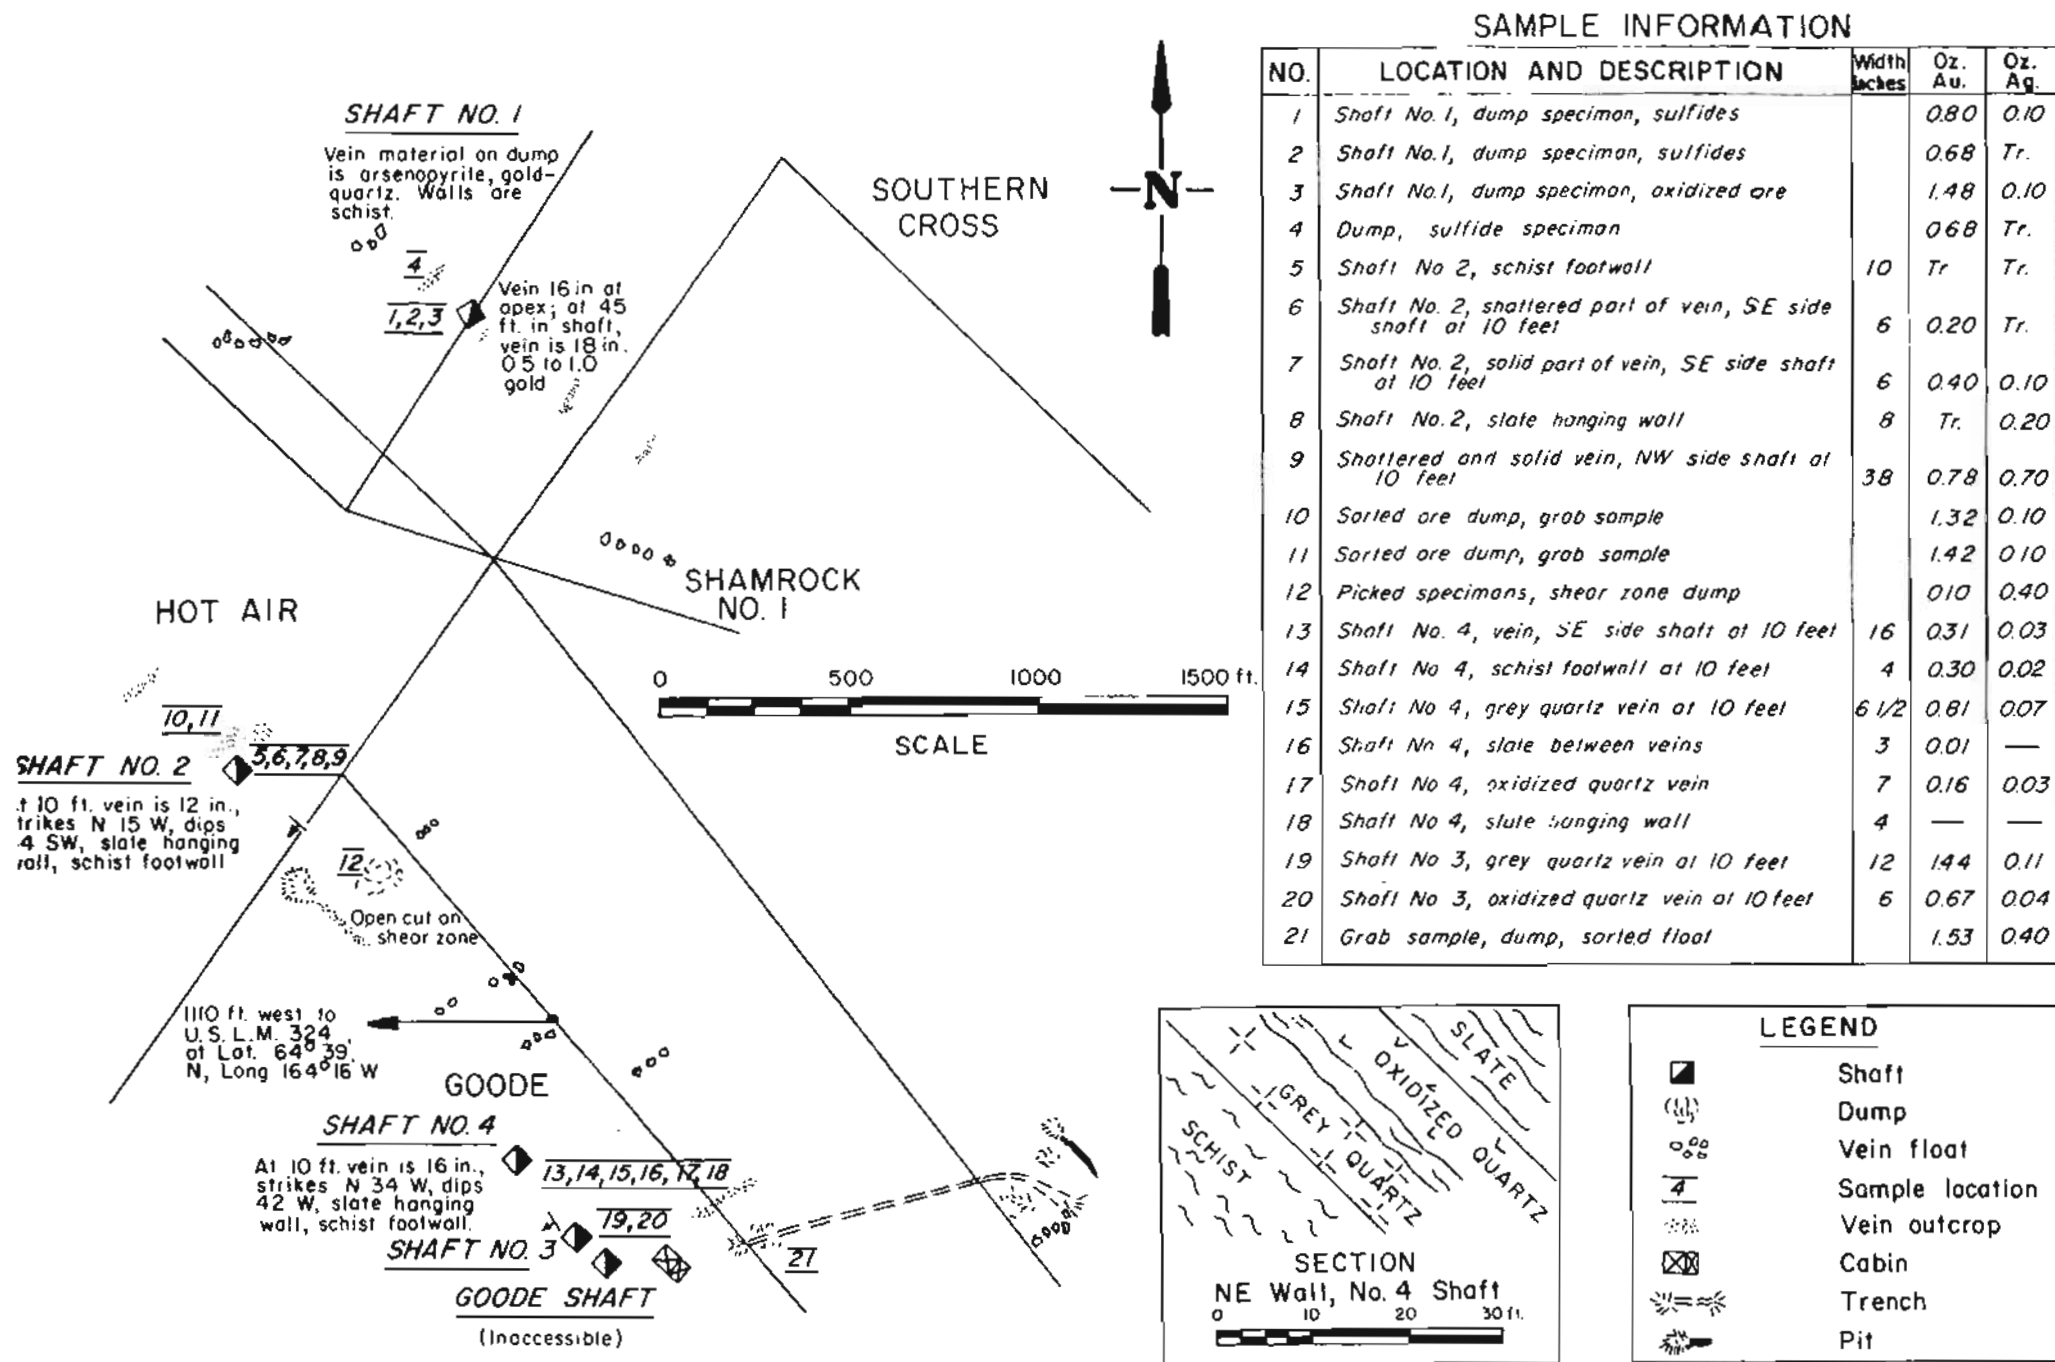 SHAFT NO. 1
Vein material on dump
is arsenopyrite, gold-
quartz. Walls are
schist.
4
1,2,3
Vein 16 in at
apex; at 45
ft. in shaft,
vein is 18 in.
0.5 to 1.0
gold
SOUTHERN
CROSS
N
SHAMROCK
NO. 1
HOT AIR
0 500 1000 1500 ft.
SCALE
10,11
5,6,7,8,9
SHAFT NO. 2
t 10 ft. vein is 12 in.,
trikes N 15 W, dips
4 SW, slate hanging
all, schist footwall
12
Open cut on
shear zone
1110 ft. west to
U.S.L.M. 324,
at Lat. 64° 39,
N, Long 164° 16 W
GOODE
SHAFT NO. 4
At 10 ft. vein is 16 in.,
strikes N 34 W, dips
42 W, slate hanging
wall, schist footwall.
13,14,15,16,17,18
19,20
SHAFT NO. 3
21
GOODE SHAFT
(Inaccessible)
SAMPLE INFORMATION
NO. LOCATION AND DESCRIPTION Width Inches Oz. Au. Oz. Ag.
1 Shaft No. 1, dump specimen, sulfides 0.80 0.10
2 Shaft No. 1, dump specimen, sulfides 0.68 Tr.
3 Shaft No. 1, dump specimen, oxidized ore 1.48 0.10
4 Dump, sulfide specimen 0.68 Tr.
5 Shaft No 2, schist footwall 10 Tr Tr.
6 Shaft No. 2, shattered part of vein, SE side
shaft at 10 feet 6 0.20 Tr.
7 Shaft No. 2, solid part of vein, SE side shaft
at 10 feet 6 0.40 0.10
8 Shaft No. 2, slate hanging wall 8 Tr. 0.20
9 Shattered and solid vein, NW side shaft at
10 feet 38 0.78 0.70
10 Sorted ore dump, grab sample 1.32 0.10
11 Sorted ore dump, grab sample 1.42 0.10
12 Picked specimens, shear zone dump 0.10 0.40
13 Shaft No. 4, vein, SE side shaft at 10 feet 16 0.31 0.03
14 Shaft No 4, schist footwall at 10 feet 4 0.30 0.02
15 Shaft No 4, grey quartz vein at 10 feet 6 1/2 0.81 0.07
16 Shaft No 4, slate between veins 3 0.01 —
17 Shaft No 4, oxidized quartz vein 7 0.16 0.03
18 Shaft No 4, slate hanging wall 4 — —
19 Shaft No 3, grey quartz vein at 10 feet 12 1.44 0.11
20 Shaft No 3, oxidized quartz vein at 10 feet 6 0.67 0.04
21 Grab sample, dump, sorted float 1.53 0.40
SLATE
OXIDIZED QUARTZ
GREY QUARTZ
SCHIST
SECTION
NE Wall, No. 4 Shaft
0 10 20 30 ft.
LEGEND
Shaft
Dump
Vein float
4 Sample location
Vein outcrop
Cabin
Trench
Pit